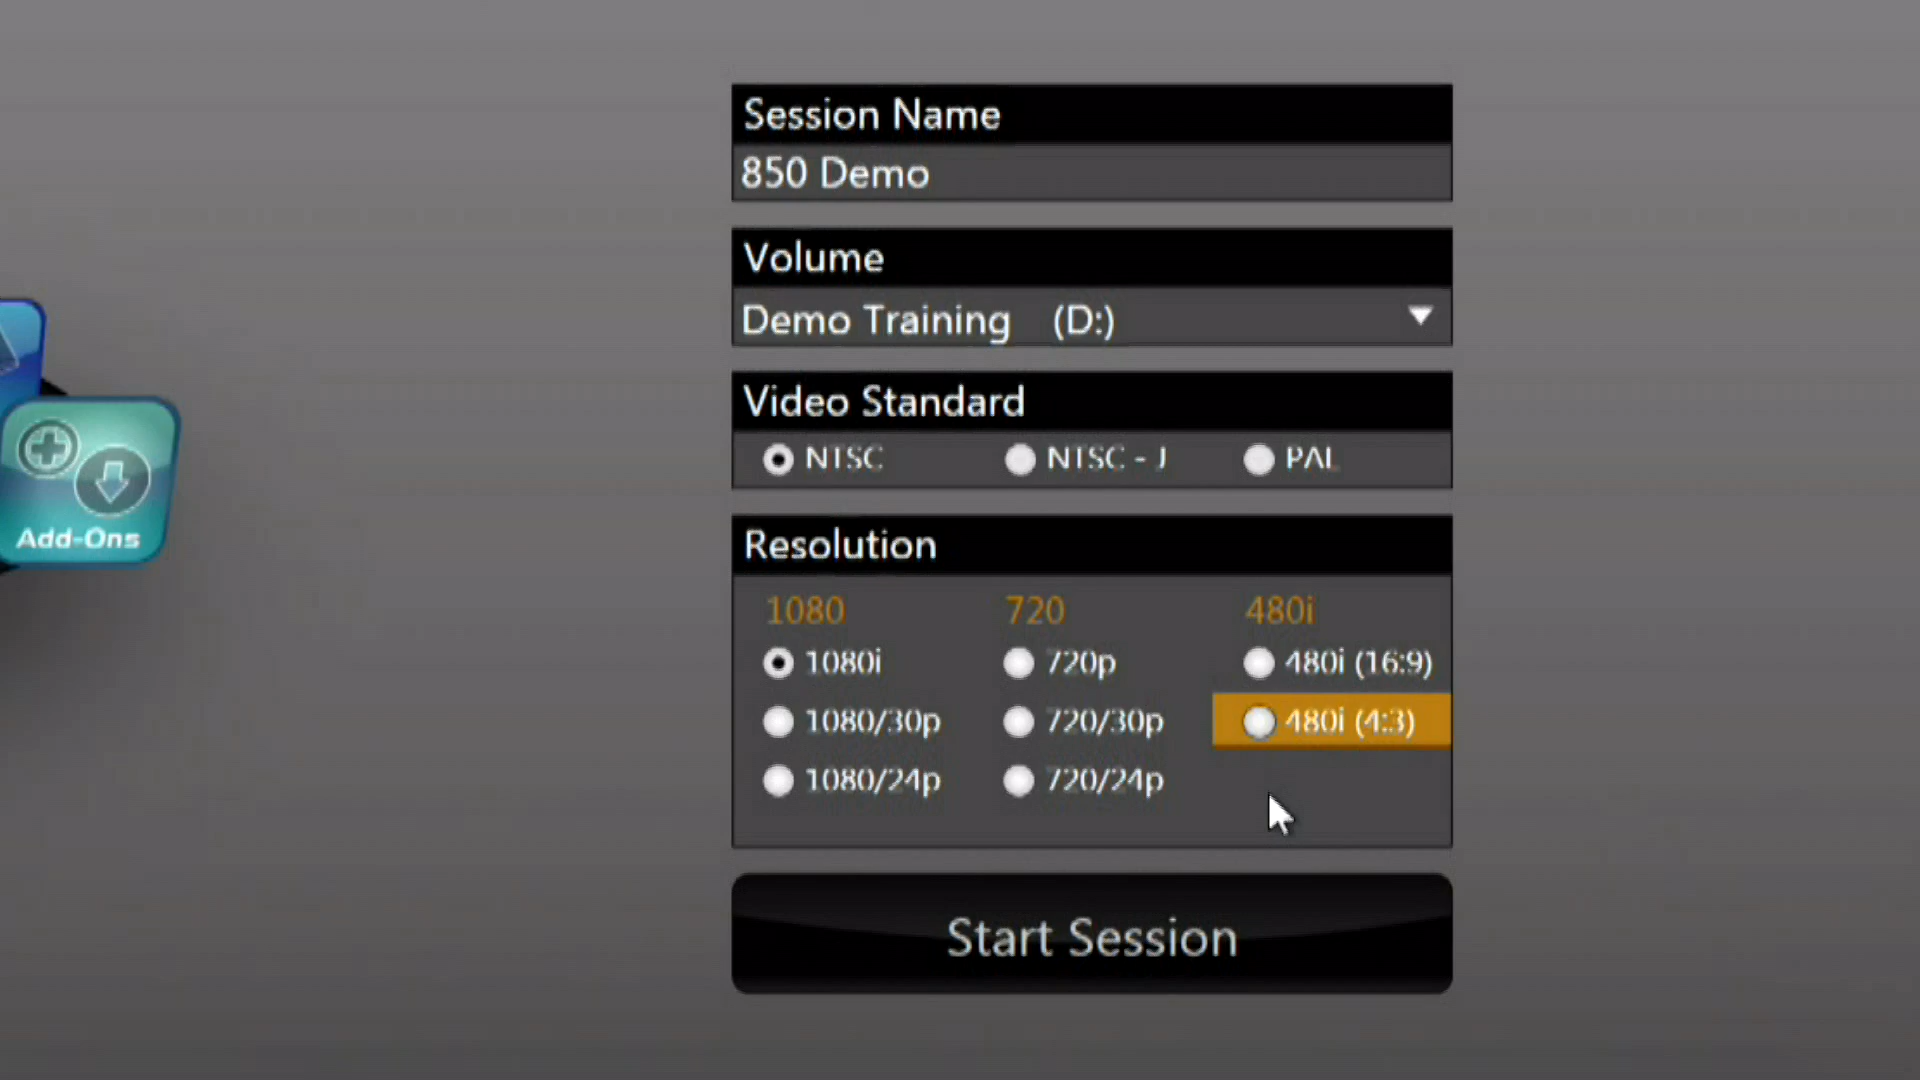 Session Name
850 Demo
Volume
Demo Training (D:)
Video Standard
NTSC NTSC - J PAL
Add-Ons
Resolution
1080 720 480i
1080i 720p 480i (16:9)
1080/30p 720/30p 480i (4:3)
1080/24p 720/24p
Start Session